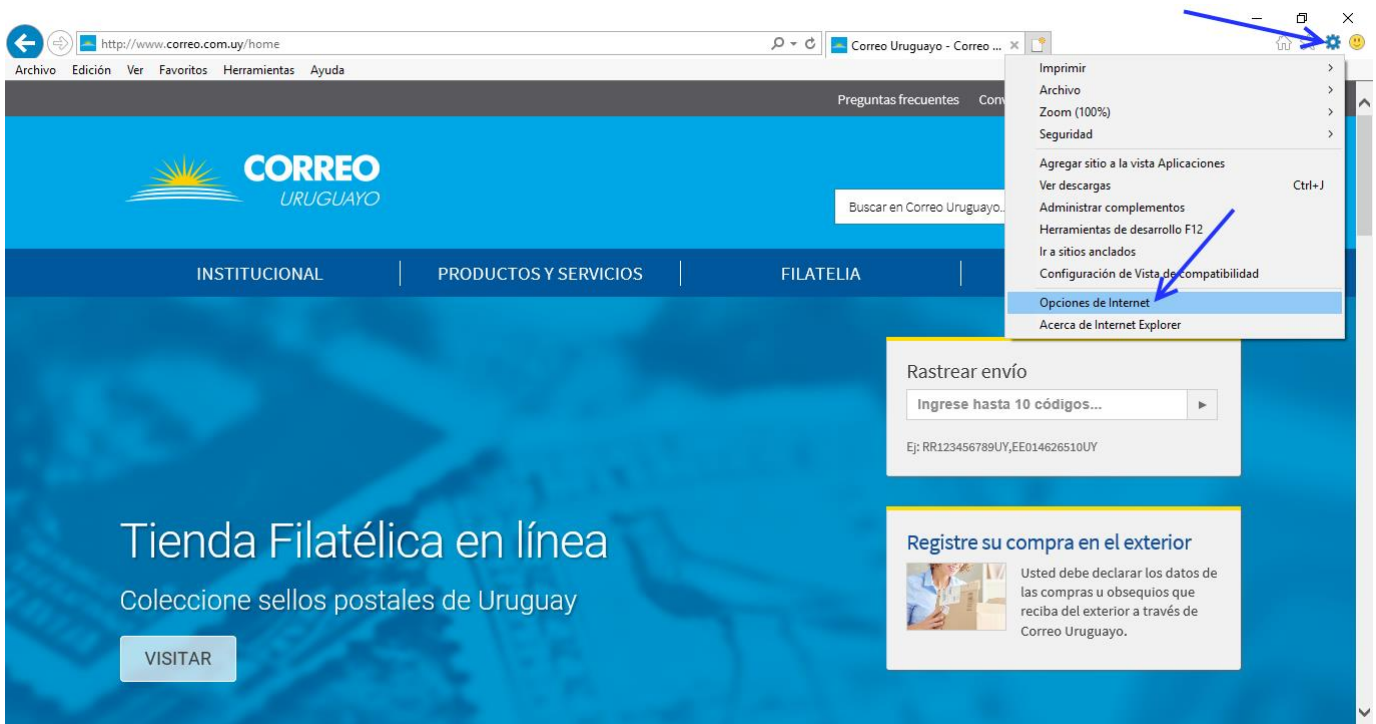 http://www.correo.com.uy/home
Correo Uruguayo - Correo ...
Archivo Edición Ver Favoritos Herramientas Ayuda
Preguntas frecuentes
CORREO
URUGUAYO
Buscar en Correo Uruguayo..
INSTITUCIONAL
PRODUCTOS Y SERVICIOS
FILATELIA
Imprimir
Archivo
Zoom (100%)
Seguridad
Agregar sitio a la vista Aplicaciones
Ver descargas Ctrl+J
Administrar complementos
Herramientas de desarrollo F12
Ir a sitios anclados
Configuración de Vista de compatibilidad
Opciones de Internet
Acerca de Internet Explorer
Rastrear envío
Ingrese hasta 10 códigos...
Ej: RR123456789UY,EE014626510UY
Tienda Filatélica en línea
Coleccione sellos postales de Uruguay
VISITAR
Registre su compra en el exterior
Usted debe declarar los datos de
las compras u obsequios que
reciba del exterior a través de
Correo Uruguayo.